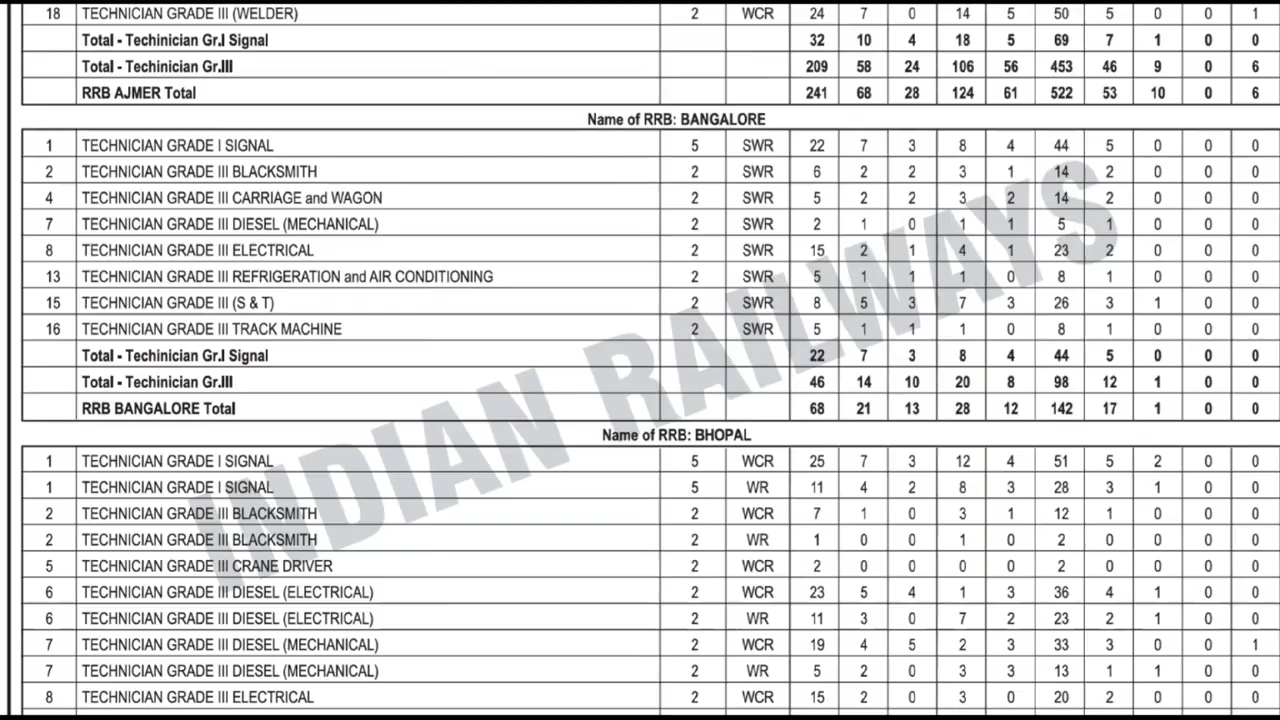 18 TECHNICIAN GRADE III (WELDER) 2 WCR 24 7 0 14 5 50 5 0 0 1
Total - Techinician Gr.I Signal 32 10 4 18 5 69 7 1 0 0
Total - Techinician Gr.III 209 58 24 106 56 453 46 9 0 6
RRB AJMER Total 241 68 28 124 61 522 53 10 0 6
Name of RRB: BANGALORE
1 TECHNICIAN GRADE I SIGNAL 5 SWR 22 7 3 8 4 44 5 0 0 0
2 TECHNICIAN GRADE III BLACKSMITH 2 SWR 6 2 2 3 1 14 2 0 0 0
4 TECHNICIAN GRADE III CARRIAGE and WAGON 2 SWR 5 2 2 3 2 14 2 0 0 0
7 TECHNICIAN GRADE III DIESEL (MECHANICAL) 2 SWR 2 1 0 1 1 5 1 0 0 0
8 TECHNICIAN GRADE III ELECTRICAL 2 SWR 15 2 1 4 1 23 2 0 0 0
13 TECHNICIAN GRADE III REFRIGERATION and AIR CONDITIONING 2 SWR 5 1 1 1 0 8 1 0 0 0
15 TECHNICIAN GRADE III (S & T) 2 SWR 8 5 3 7 3 26 3 1 0 0
16 TECHNICIAN GRADE III TRACK MACHINE 2 SWR 5 1 1 1 0 8 1 0 0 0
Total - Techinician Gr.I Signal 22 7 3 8 4 44 5 0 0 0
Total - Techinician Gr.III 46 14 10 20 8 98 12 1 0 0
RRB BANGALORE Total 68 21 13 28 12 142 17 1 0 0
Name of RRB: BHOPAL
1 TECHNICIAN GRADE I SIGNAL 5 WCR 25 7 3 12 4 51 5 2 0 0
1 TECHNICIAN GRADE I SIGNAL 5 WR 11 4 2 8 3 28 3 1 0 0
2 TECHNICIAN GRADE III BLACKSMITH 2 WCR 7 1 0 3 1 12 1 0 0 0
2 TECHNICIAN GRADE III BLACKSMITH 2 WR 1 0 0 1 0 2 0 0 0 0
5 TECHNICIAN GRADE III CRANE DRIVER 2 WCR 2 0 0 0 0 2 0 0 0 0
6 TECHNICIAN GRADE III DIESEL (ELECTRICAL) 2 WCR 23 5 4 1 3 36 4 1 0 0
6 TECHNICIAN GRADE III DIESEL (ELECTRICAL) 2 WR 11 3 0 7 2 23 2 1 0 0
7 TECHNICIAN GRADE III DIESEL (MECHANICAL) 2 WCR 19 4 5 2 3 33 3 0 0 1
7 TECHNICIAN GRADE III DIESEL (MECHANICAL) 2 WR 5 2 0 3 3 13 1 1 0 0
8 TECHNICIAN GRADE III ELECTRICAL 2 WCR 15 2 0 3 0 20 2 0 0 0
INDIAN RAILWAYS